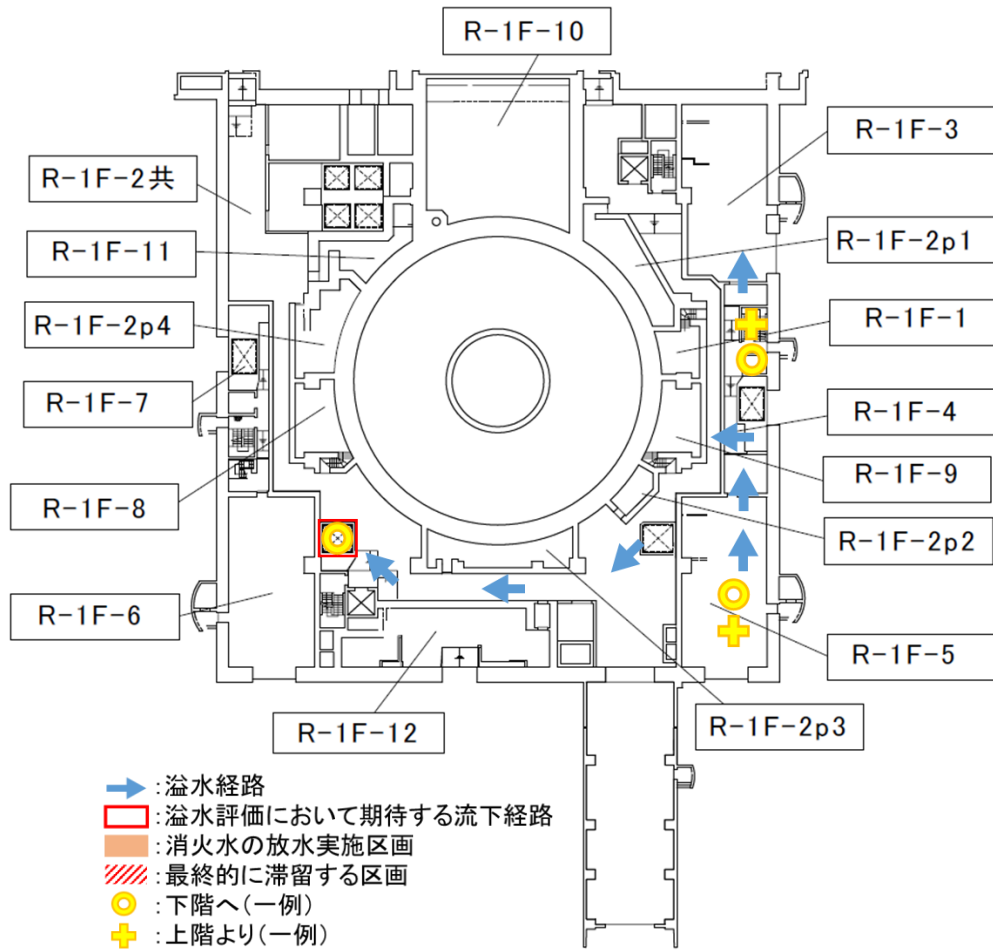 R-1F-10
R-1F-3
R-1F-2共
R-1F-2p1
R-1F-11
R-1F-2p4
R-1F-1
R-1F-7
R-1F-4
R-1F-9
R-1F-8
R-1F-2p2
R-1F-6
R-1F-5
R-1F-12
R-1F-2p3
:溢水経路
:溢水評価において期待する流下経路
:消火水の放水実施区画
:最終的に滞留する区画
:下階へ(一例)
:上階より(一例)